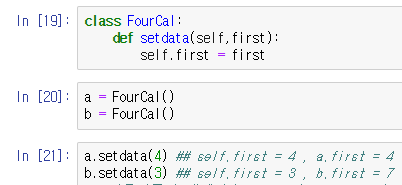 In [19]: class FourCal:
def setdata(self,first):
self.first = first
In [20]: a = FourCal()
b = FourCal()
In [21]: a.setdata(4) ## self.first = 4 , a.first = 4
b.setdata(3) ## self.first = 3 , b.first = 7